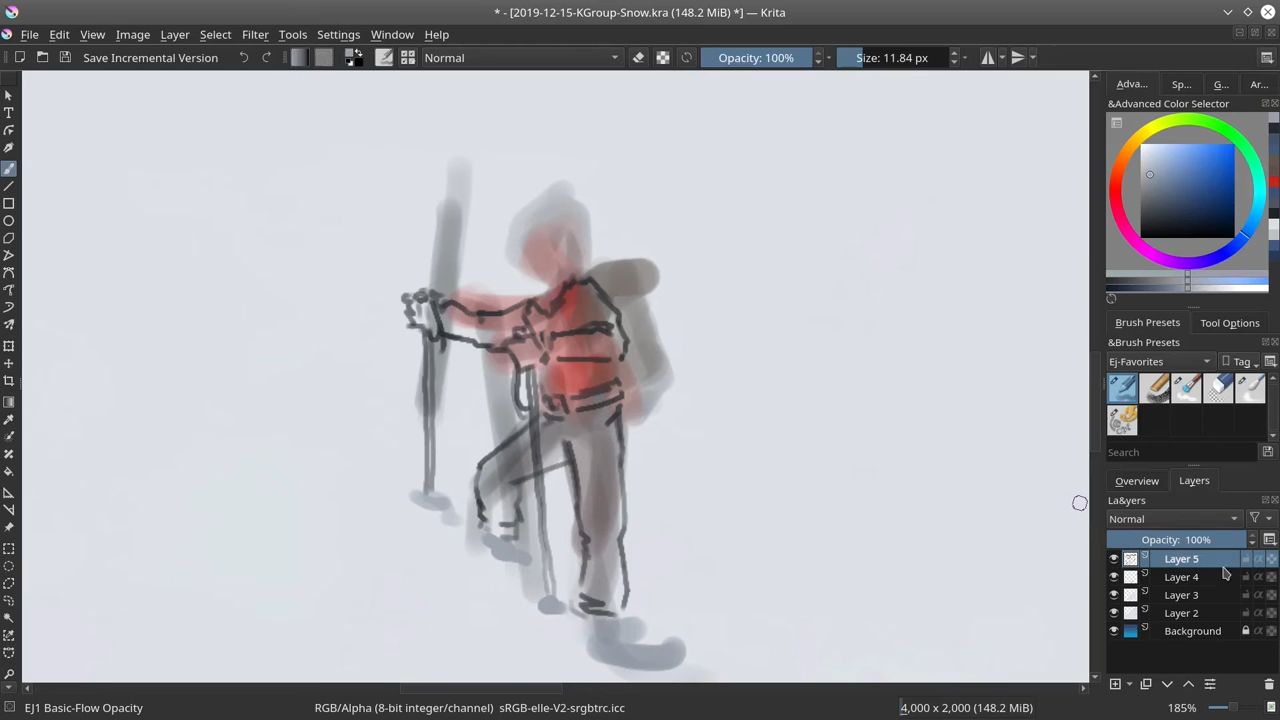 * - [2019-12-15-KGroup-Snow.kra (148.2 MiB) *] — Krita
File Edit View Image Layer Select Filter Tools Settings Window Help
Save Incremental Version Normal Opacity: 100% Size: 11.84 px
Adva... Sp... G... Ar...
&Advanced Color Selector
Brush Presets Tool Options
&Brush Presets
Ej-Favorites Tag
Search
Overview Layers
La&yers
Normal
Opacity: 100%
Layer 5
Layer 4
Layer 3
Layer 2
Background
EJ1 Basic-Flow Opacity RGB/Alpha (8-bit integer/channel) sRGB-elle-V2-srgbtrc.icc 4,000 x 2,000 (148.2 MiB) 185%